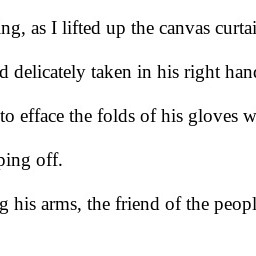 ing, as I lifted up the canvas curtai
d delicately taken in his right hand
to efface the folds of his gloves w
ping off.
g his arms, the friend of the peopl